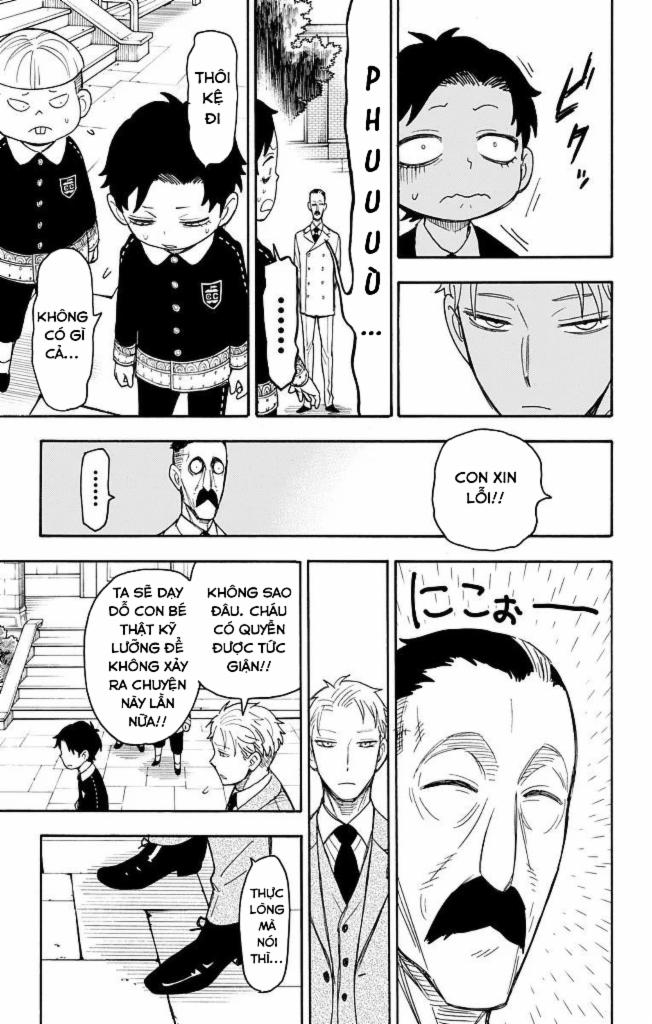 ビクッ
PHUUUÒ...
......
THÔI
KỆ
ĐI
KHÔNG
CÓ GÌ
CẢ...
CON XIN
LỖI!!
.....
にこぉー
KHÔNG SAO
ĐÂU. CHÁU
CÓ QUYỀN
ĐƯỢC TỨC
GIẬN!!
TA SẼ DẠY
DỖ CON BÉ
THẬT KỸ
LƯỠNG ĐỂ
KHÔNG XẢY
RA CHUYỆN
NÀY LẦN
NỮA!!
THỰC
LÒNG
MÀ
NÓI
THÌ...